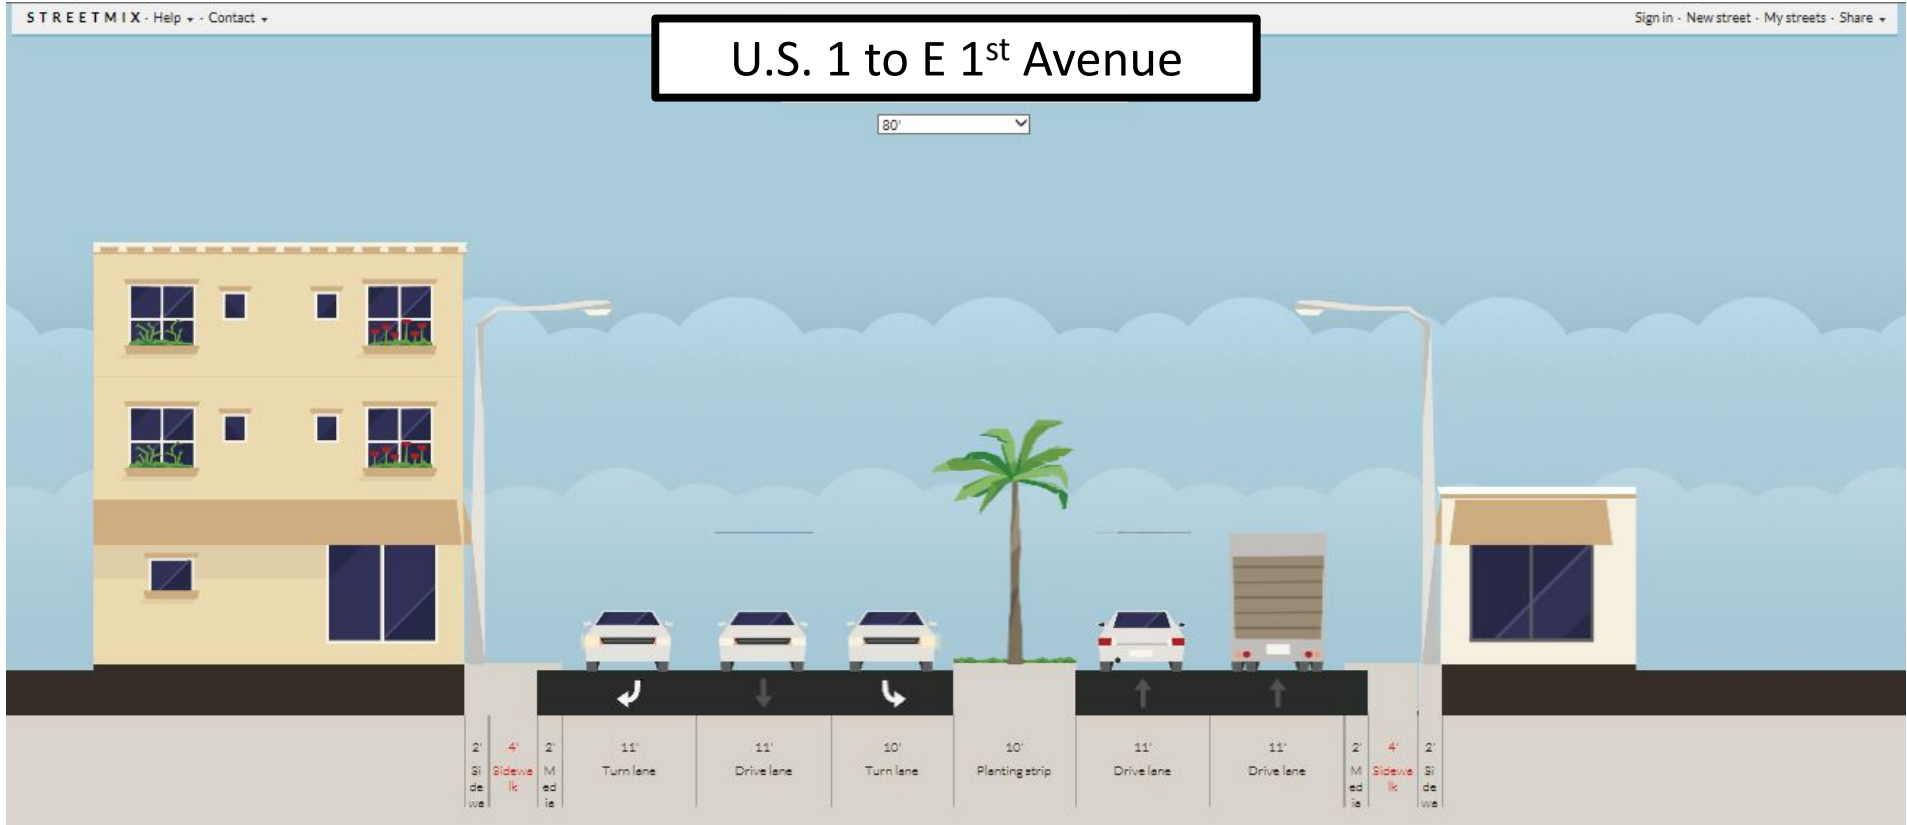 STREETMIX · Help · Contact
Sign in · New street · My streets · Share
U.S. 1 to E 1st Avenue
80'
2' 4' 2' 11' 11' 10' 10' 11' 11' 2' 4' 2'
Si Sidewa M Turn lane Drive lane Turn lane Planting strip Drive lane Drive lane M Sidewa Si
de lk ed ed lk de
wa ia ia wa